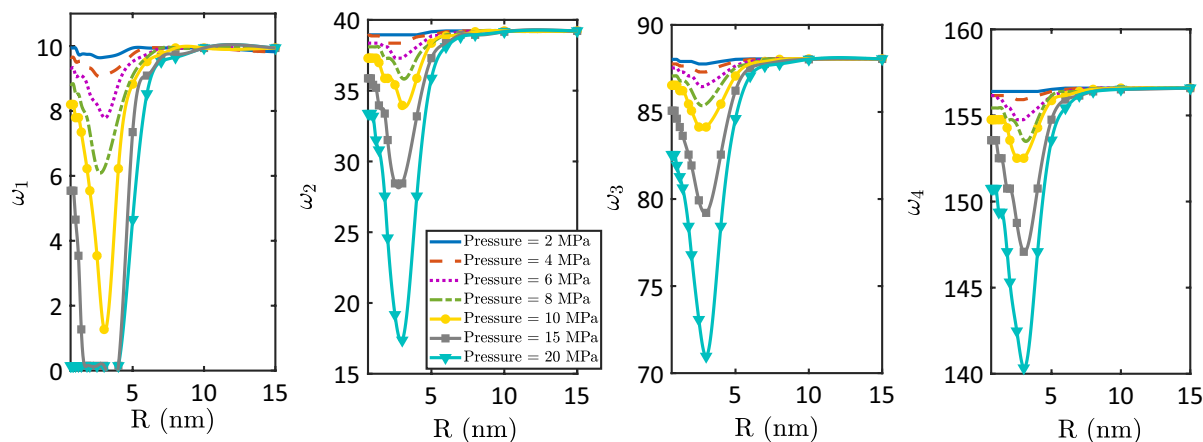 10
8
6
4
2
0
5
10
15
ω1
R (nm)
40
35
30
25
20
15
5
10
15
ω2
R (nm)
Pressure = 2 MPa
Pressure = 4 MPa
Pressure = 6 MPa
Pressure = 8 MPa
Pressure = 10 MPa
Pressure = 15 MPa
Pressure = 20 MPa
90
85
80
75
70
5
10
15
ω3
R (nm)
160
155
150
145
140
5
10
15
ω4
R (nm)